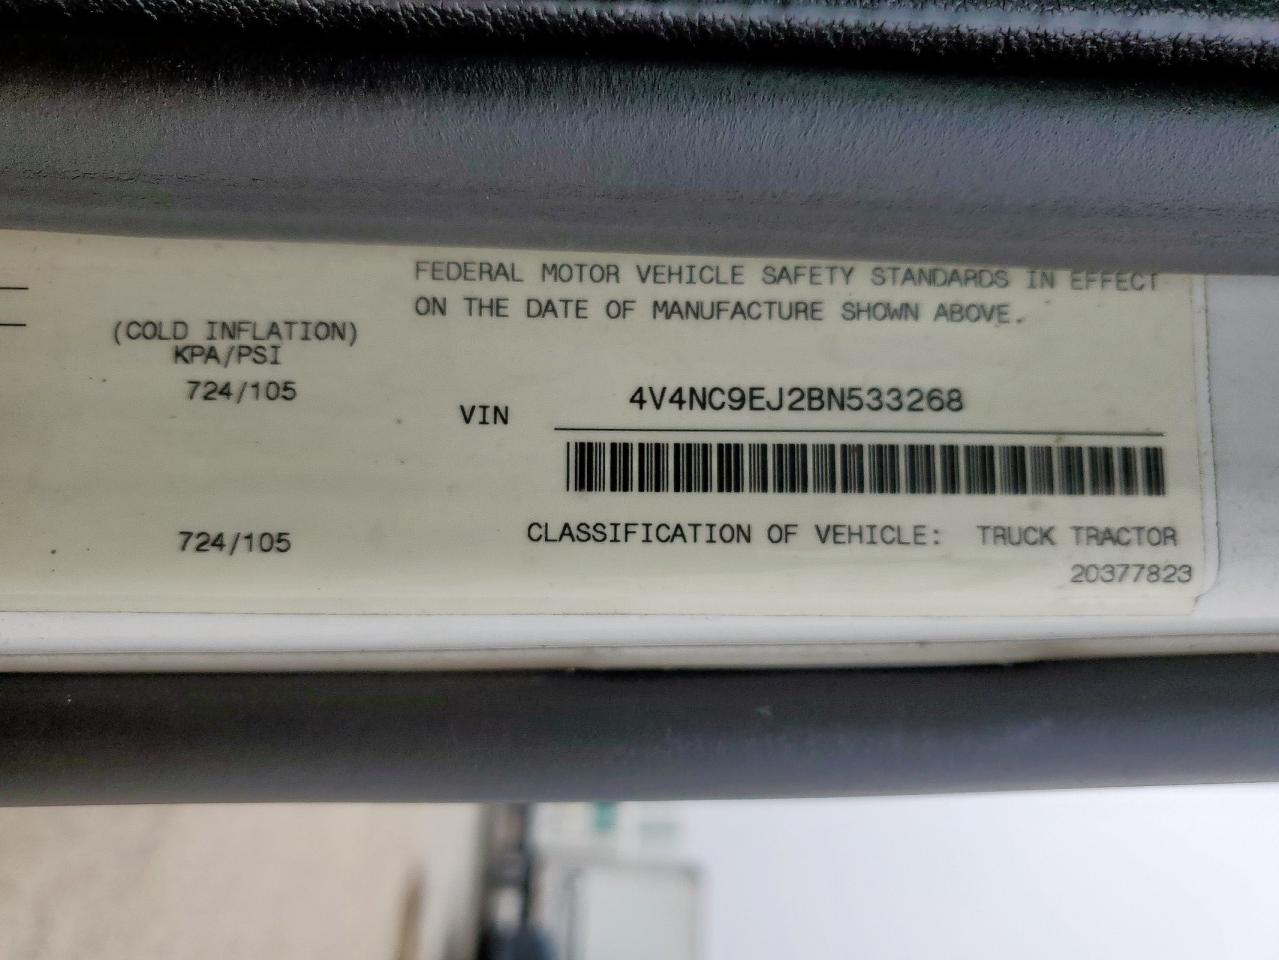 (COLD INFLATION)
KPA/PSI
724/105
724/105
FEDERAL MOTOR VEHICLE SAFETY STANDARDS IN EFFECT
ON THE DATE OF MANUFACTURE SHOWN ABOVE.
VIN 4V4NC9EJ2BN533268
CLASSIFICATION OF VEHICLE: TRUCK TRACTOR
20377823